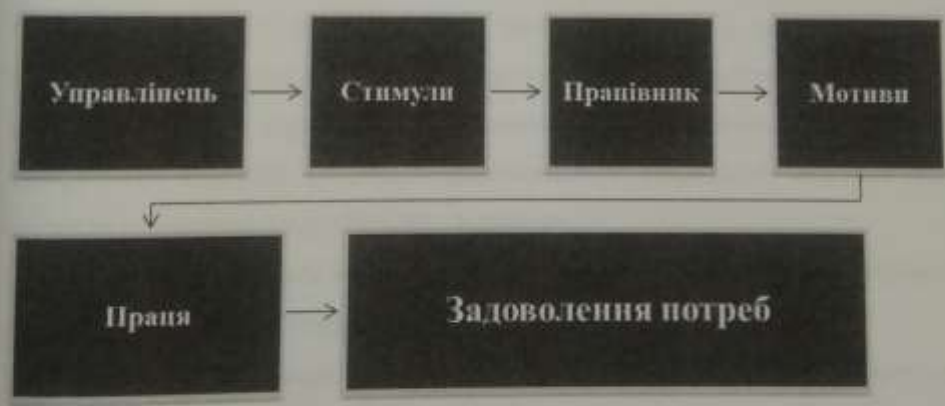 Управлінець
Стимули
Працівник
Мотиви
Праця
Задоволення потреб